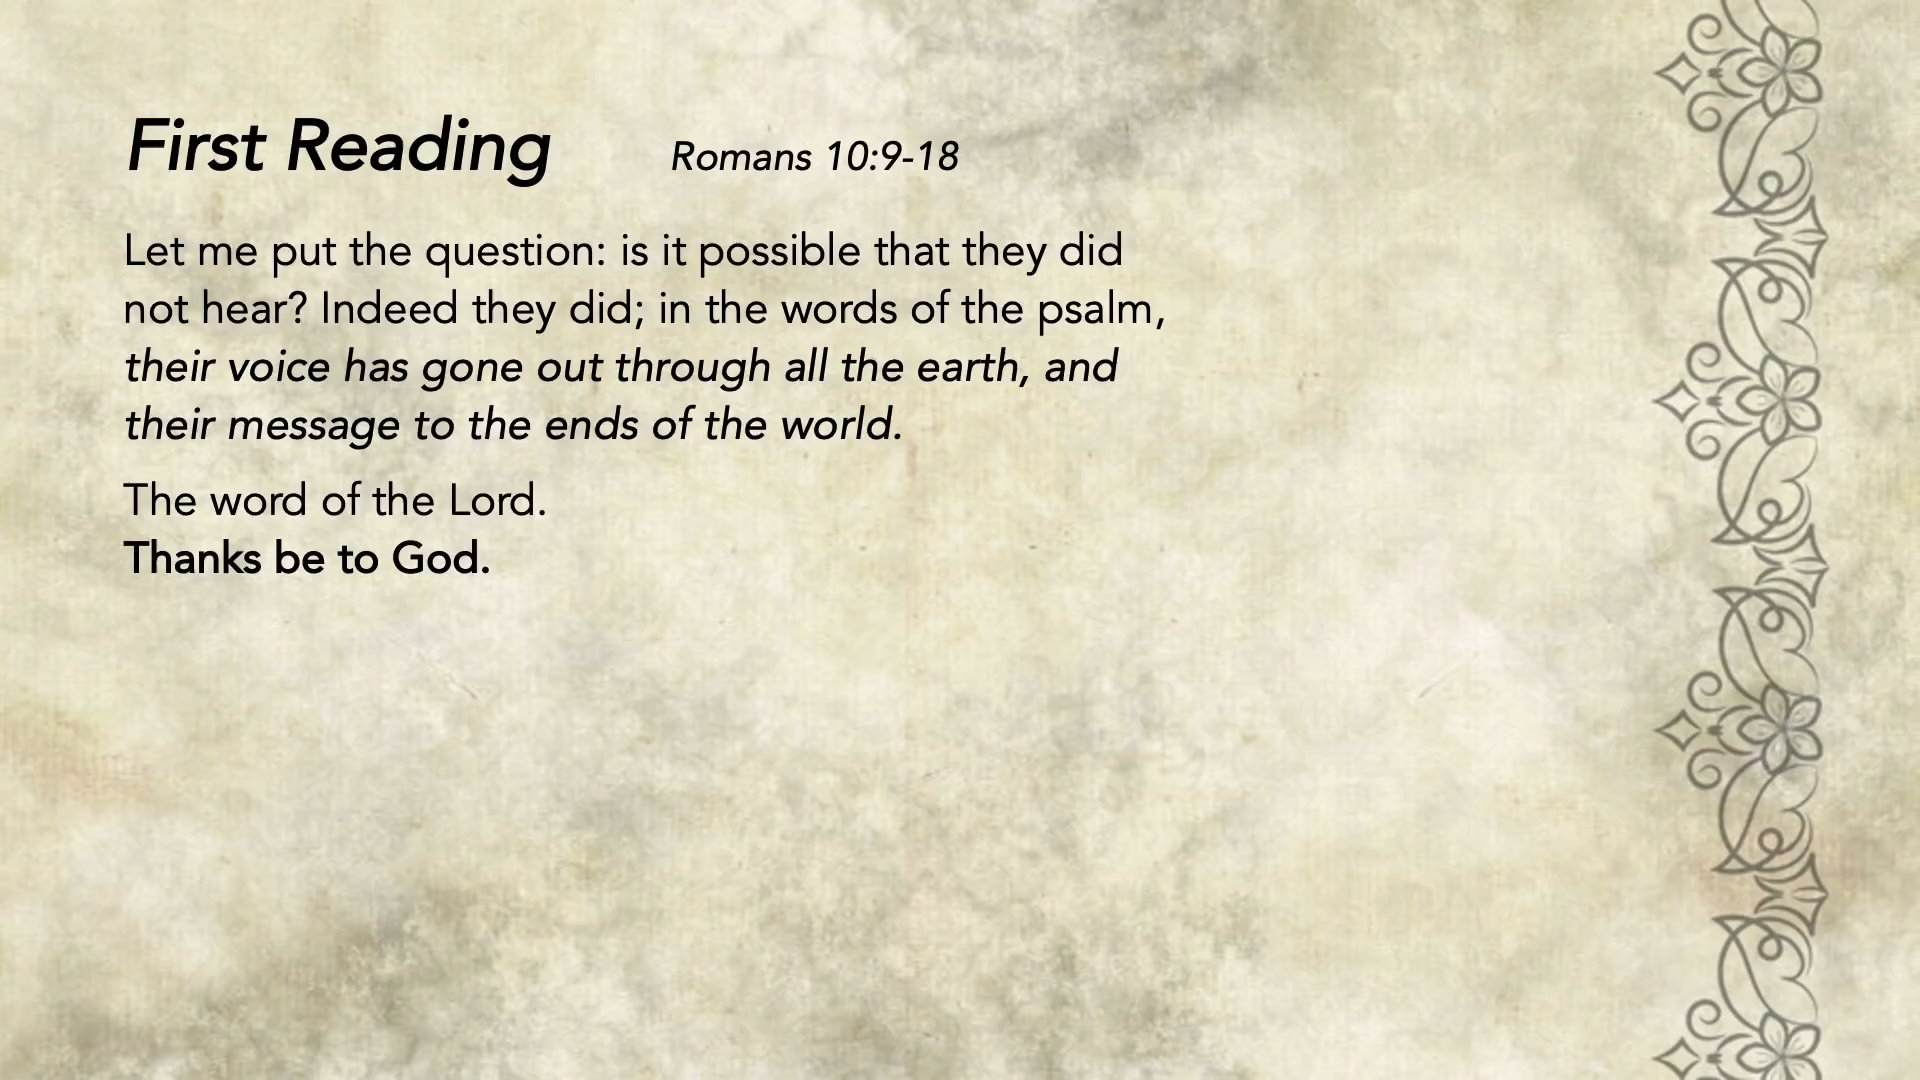 First Reading Romans 10:9-18
Let me put the question: is it possible that they did
not hear? Indeed they did; in the words of the psalm,
their voice has gone out through all the earth, and
their message to the ends of the world.
The word of the Lord.
Thanks be to God.